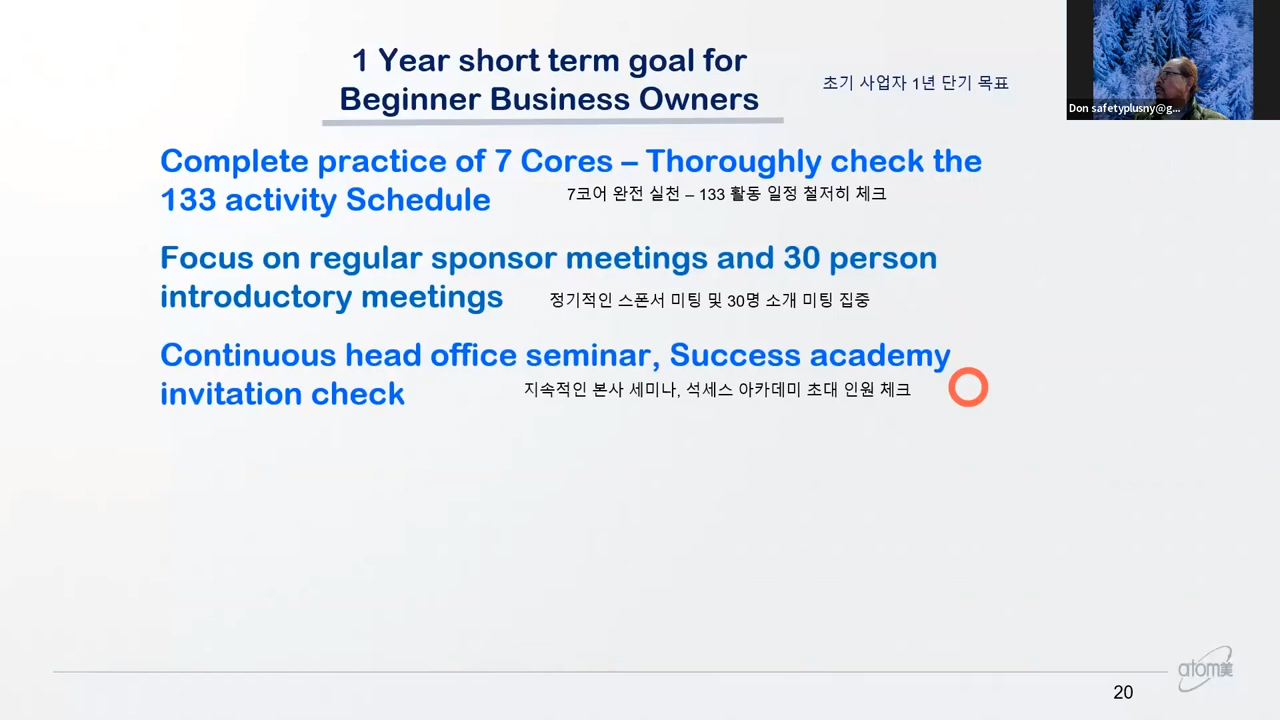 1 Year short term goal for
Beginner Business Owners
초기 사업자 1년 단기 목표
Don safetyplusny@g...
Complete practice of 7 Cores – Thoroughly check the
133 activity Schedule
7코어 완전 실천 – 133 활동 일정 철저히 체크
Focus on regular sponsor meetings and 30 person
introductory meetings
정기적인 스폰서 미팅 및 30명 소개 미팅 집중
Continuous head office seminar, Success academy
invitation check
지속적인 본사 세미나, 석세스 아카데미 초대 인원 체크
atom美
20